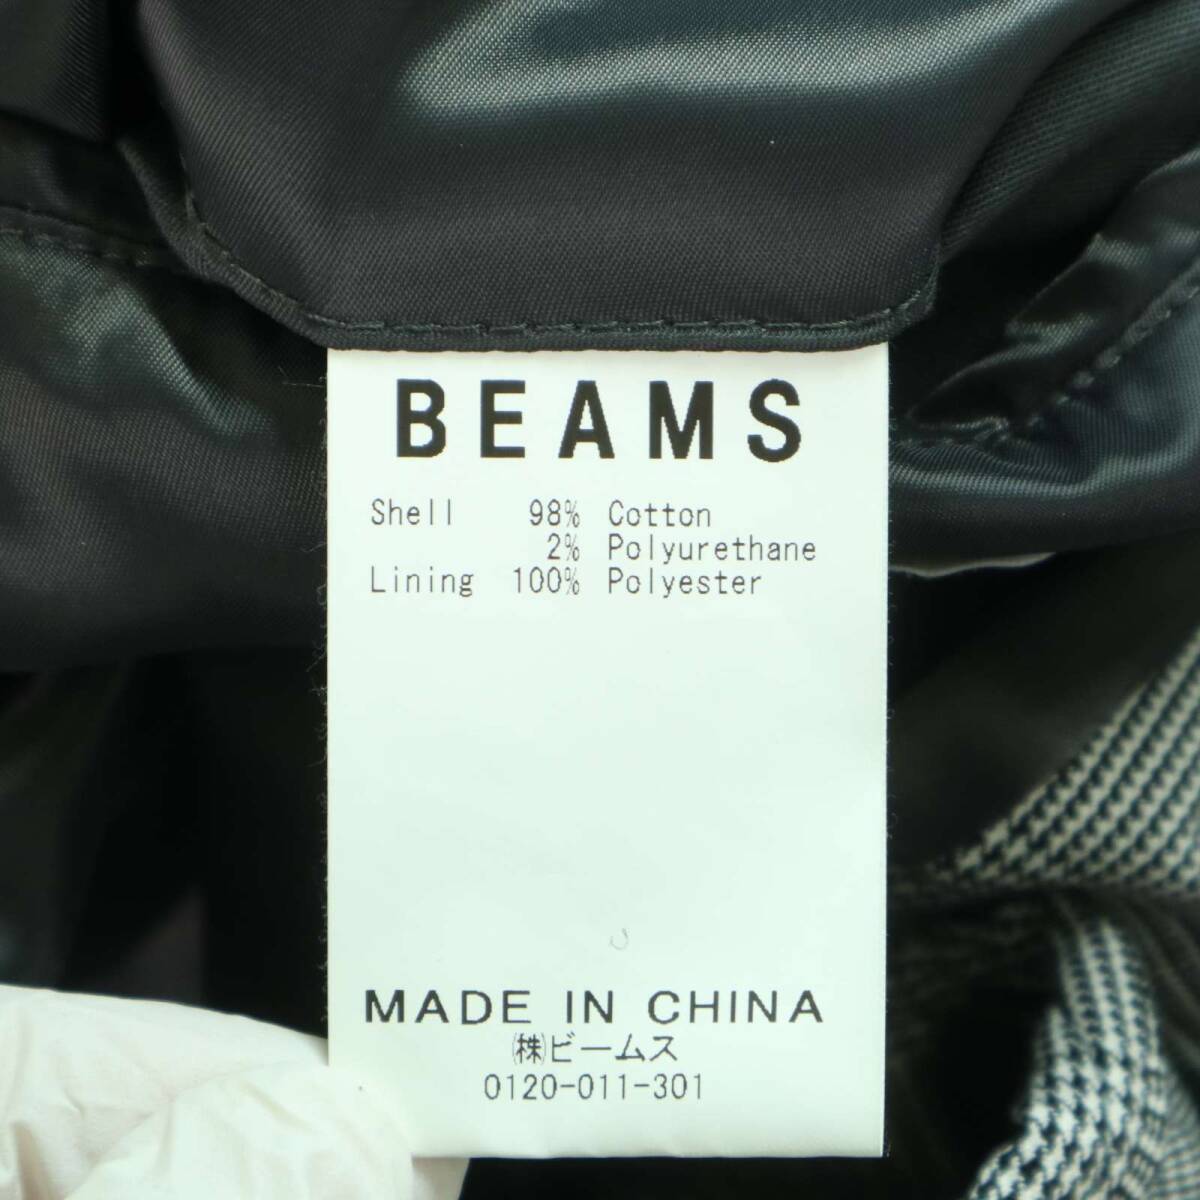 BEAMS
Shell 98% Cotton
2% Polyurethane
Lining 100% Polyester
MADE IN CHINA
㈱ビームス
0120-011-301